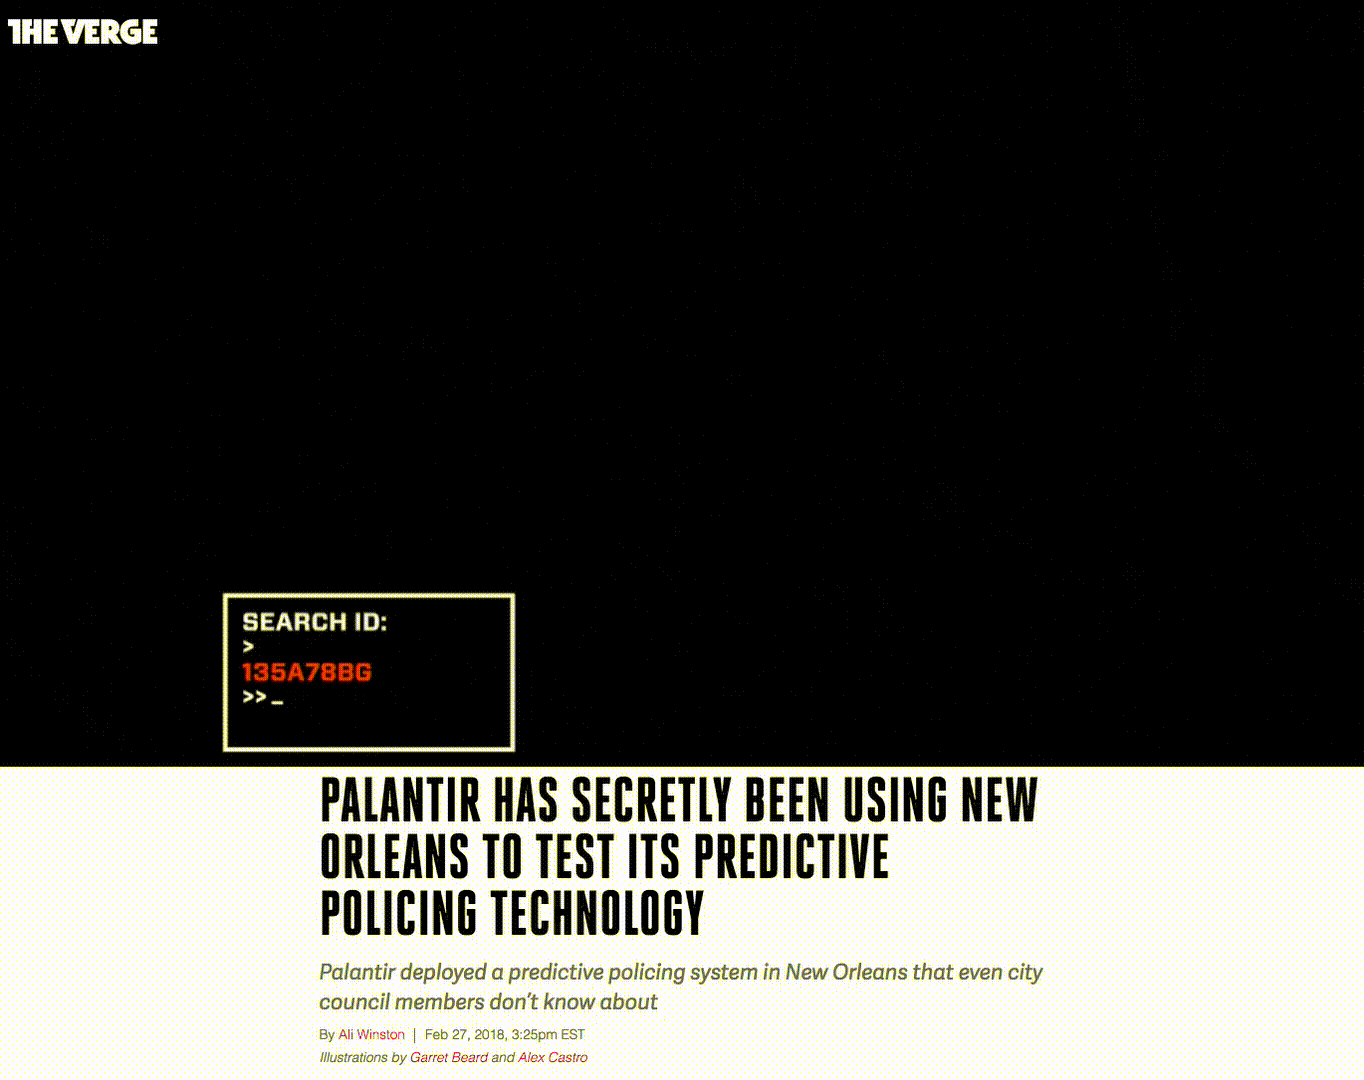 THE VERGE
SEARCH ID:
>
135A78BG
>>_
PALANTIR HAS SECRETLY BEEN USING NEW
ORLEANS TO TEST ITS PREDICTIVE
POLICING TECHNOLOGY
Palantir deployed a predictive policing system in New Orleans that even city
council members don't know about
By Ali Winston | Feb 27, 2018, 3:25pm EST
Illustrations by Garret Beard and Alex Castro